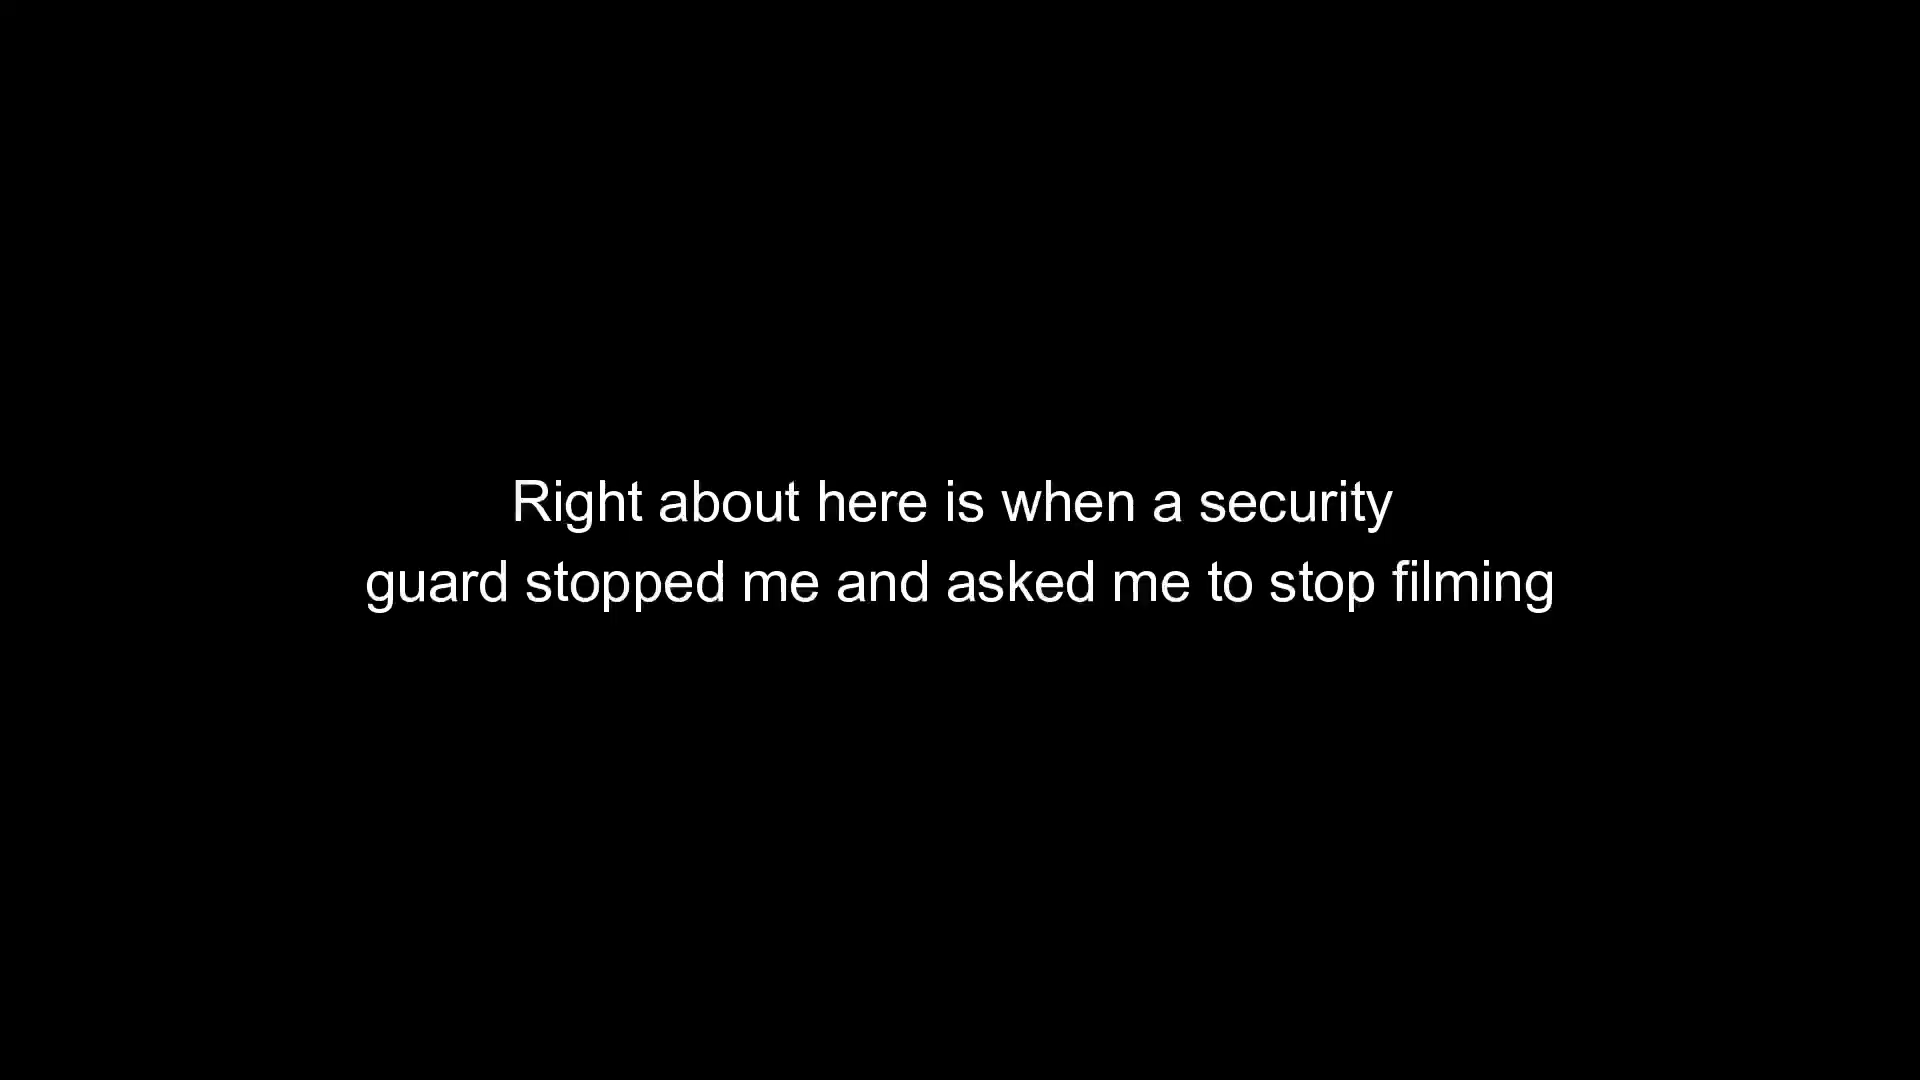 Right about here is when a security
guard stopped me and asked me to stop filming